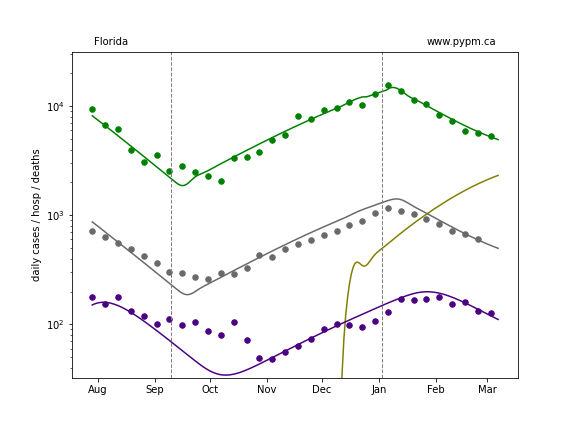 Florida
www.pypm.ca
daily cases / hosp / deaths
10⁴
10³
10²
Aug Sep Oct Nov Dec Jan Feb Mar